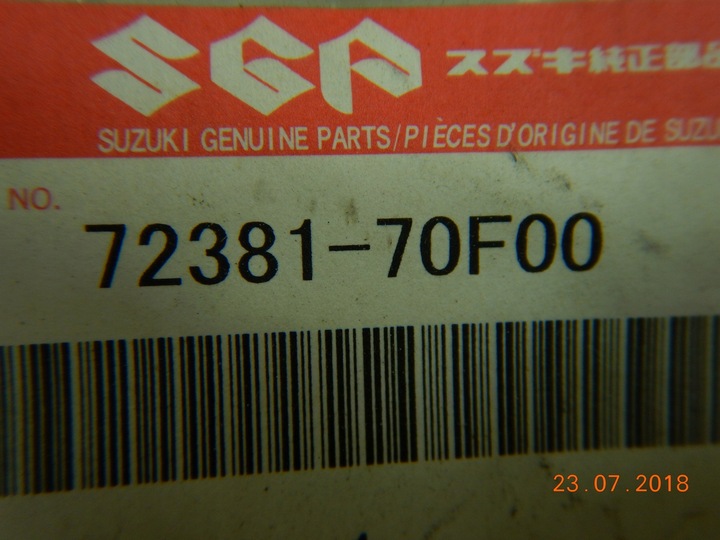 SGP スズキ純正部品
SUZUKI GENUINE PARTS/PIÈCES D'ORIGINE DE SUZU
NO.
72381-70F00
23.07.2018